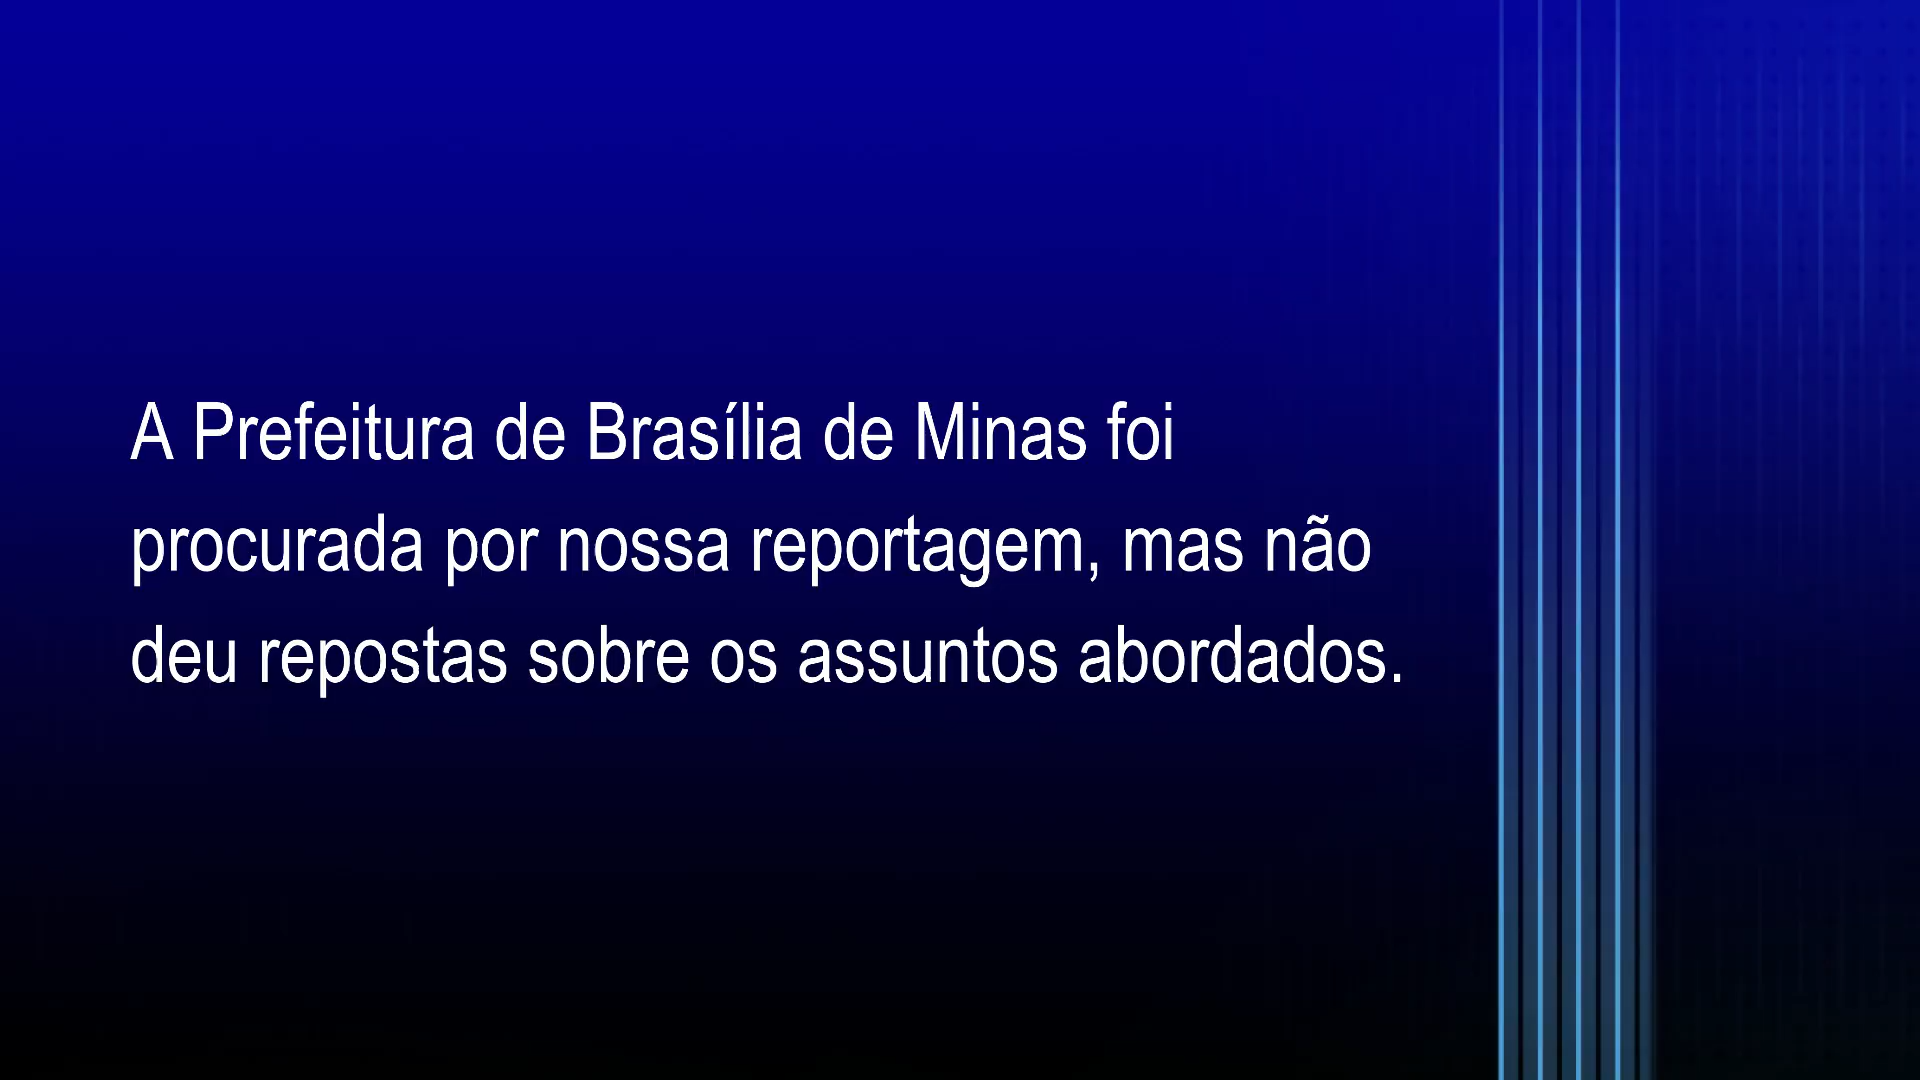 A Prefeitura de Brasília de Minas foi
procurada por nossa reportagem, mas não
deu repostas sobre os assuntos abordados.